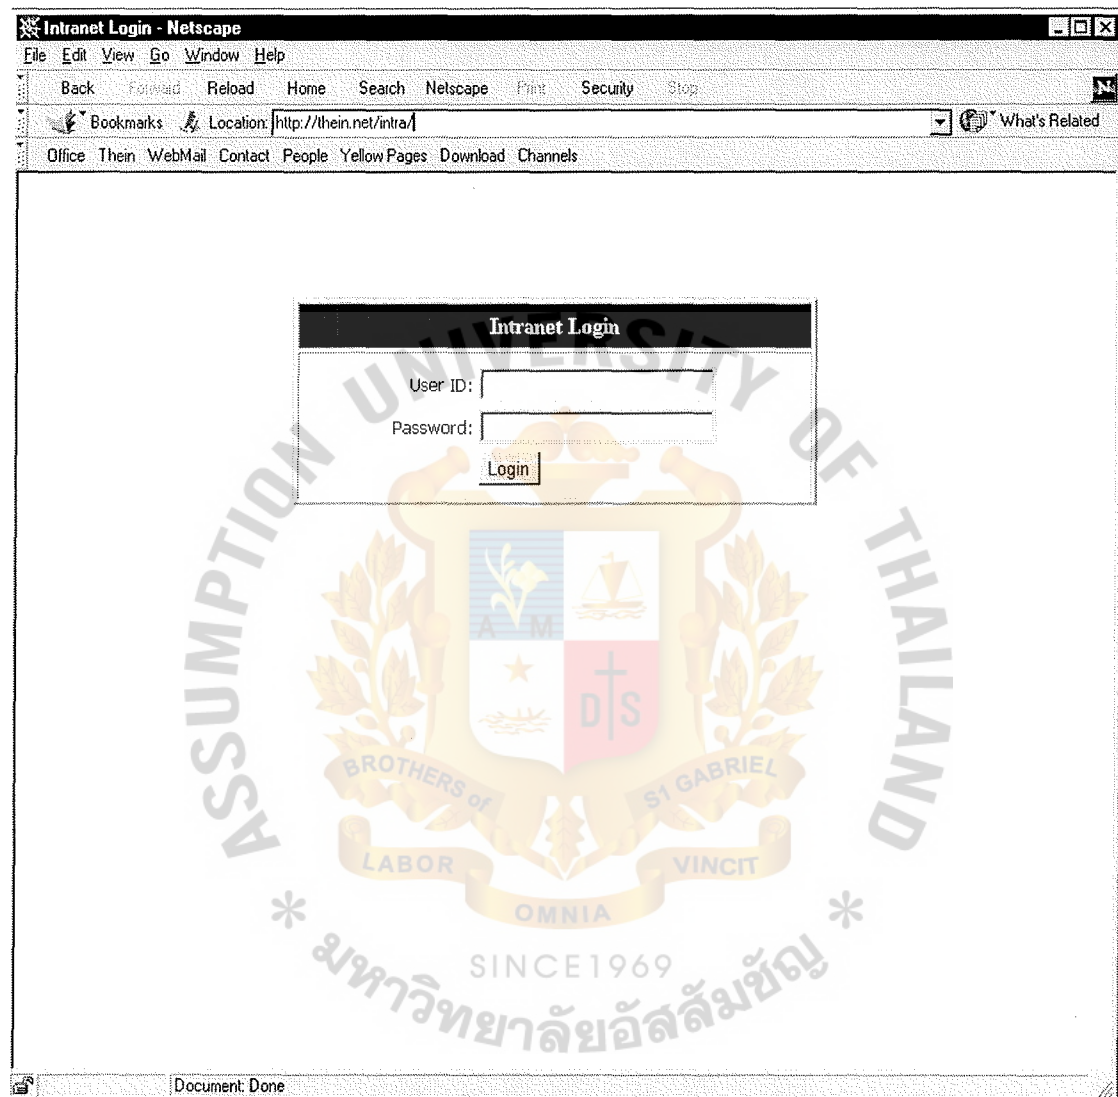 Intranet Login - Netscape
File Edit View Go Window Help
Back Forward Reload Home Search Netscape Print Security Stop
N
Bookmarks Location: http://thein.net/intra/ What's Related
Office Thein WebMail Contact People Yellow Pages Download Channels
Intranet Login
User ID:
Password:
Login
ASSUMPTION UNIVERSITY OF THAILAND
A M
D S
BROTHERS of S1 GABRIEL
LABOR VINCIT
OMNIA
SINCE1969
มหาวิทยาลัยอัสสัมชัญ
Document: Done